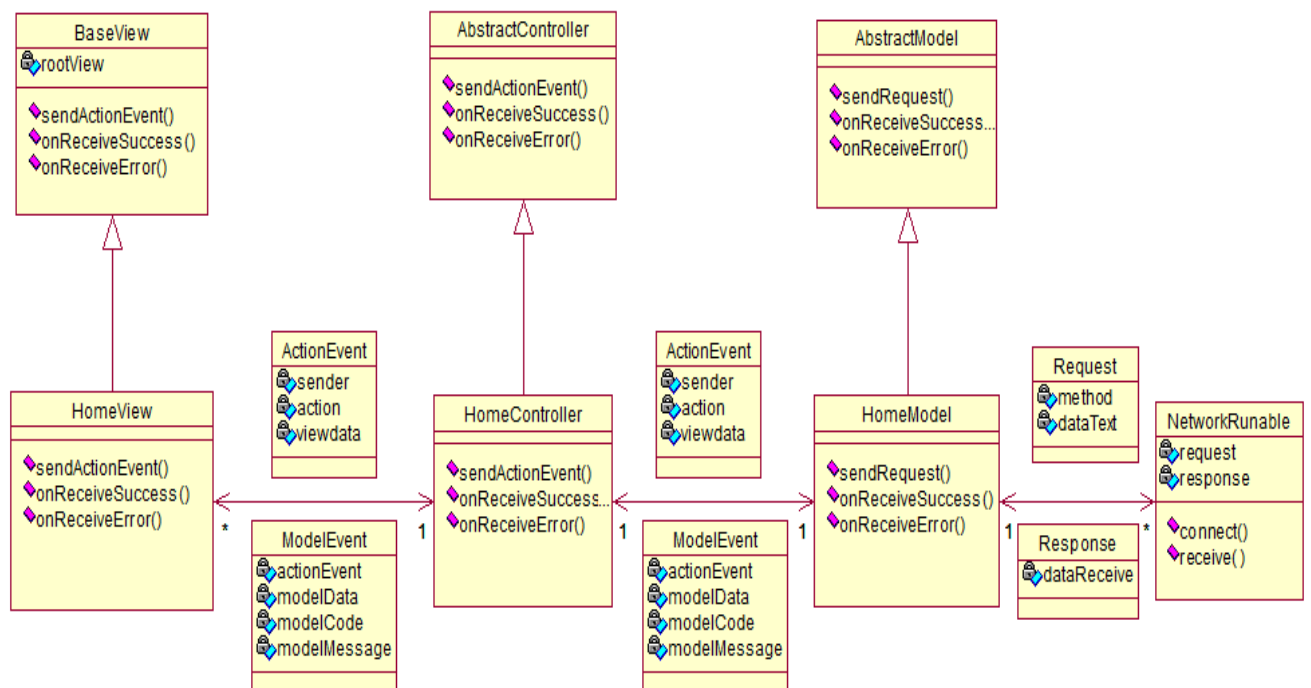 BaseView
rootView
sendActionEvent()
onReceiveSuccess()
onReceiveError()
AbstractController
sendActionEvent()
onReceiveSuccess()
onReceiveError()
AbstractModel
sendRequest()
onReceiveSuccess...
onReceiveError()
HomeView
sendActionEvent()
onReceiveSuccess()
onReceiveError()
ActionEvent
sender
action
viewdata
* 1
ModelEvent
actionEvent
modelData
modelCode
modelMessage
HomeController
sendActionEvent()
onReceiveSuccess...
onReceiveError()
ActionEvent
sender
action
viewdata
1 1
ModelEvent
actionEvent
modelData
modelCode
modelMessage
HomeModel
sendRequest()
onReceiveSuccess()
onReceiveError()
Request
method
dataText
1 *
Response
dataReceive
NetworkRunable
request
response
connect()
receive( )